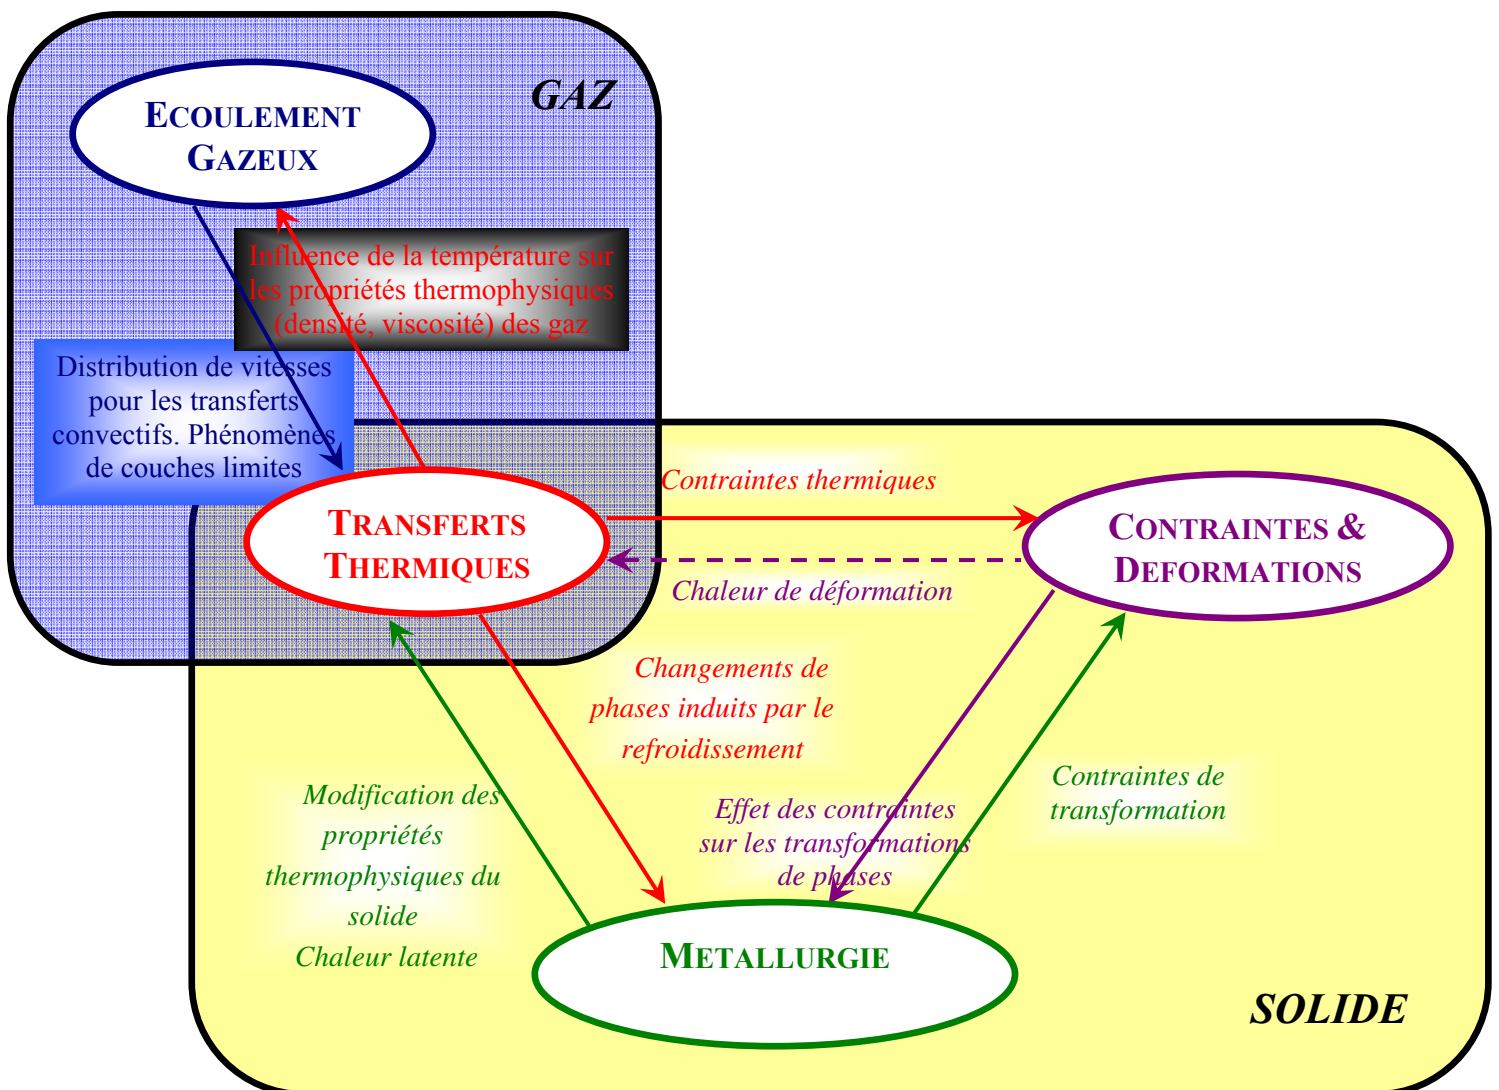 GAZ
ECOULEMENT
GAZEUX
Influence de la température sur
les propriétés thermophysiques
(densité, viscosité) des gaz
Distribution de vitesses
pour les transferts
convectifs. Phénomènes
de couches limites
TRANSFERTS
THERMIQUES
Contraintes thermiques
CONTRAINTES &
DEFORMATIONS
Chaleur de déformation
Changements de
phases induits par le
refroidissement
Modification des
propriétés
thermophysiques du
solide
Chaleur latente
Effet des contraintes
sur les transformations
de phases
Contraintes de
transformation
METALLURGIE
SOLIDE